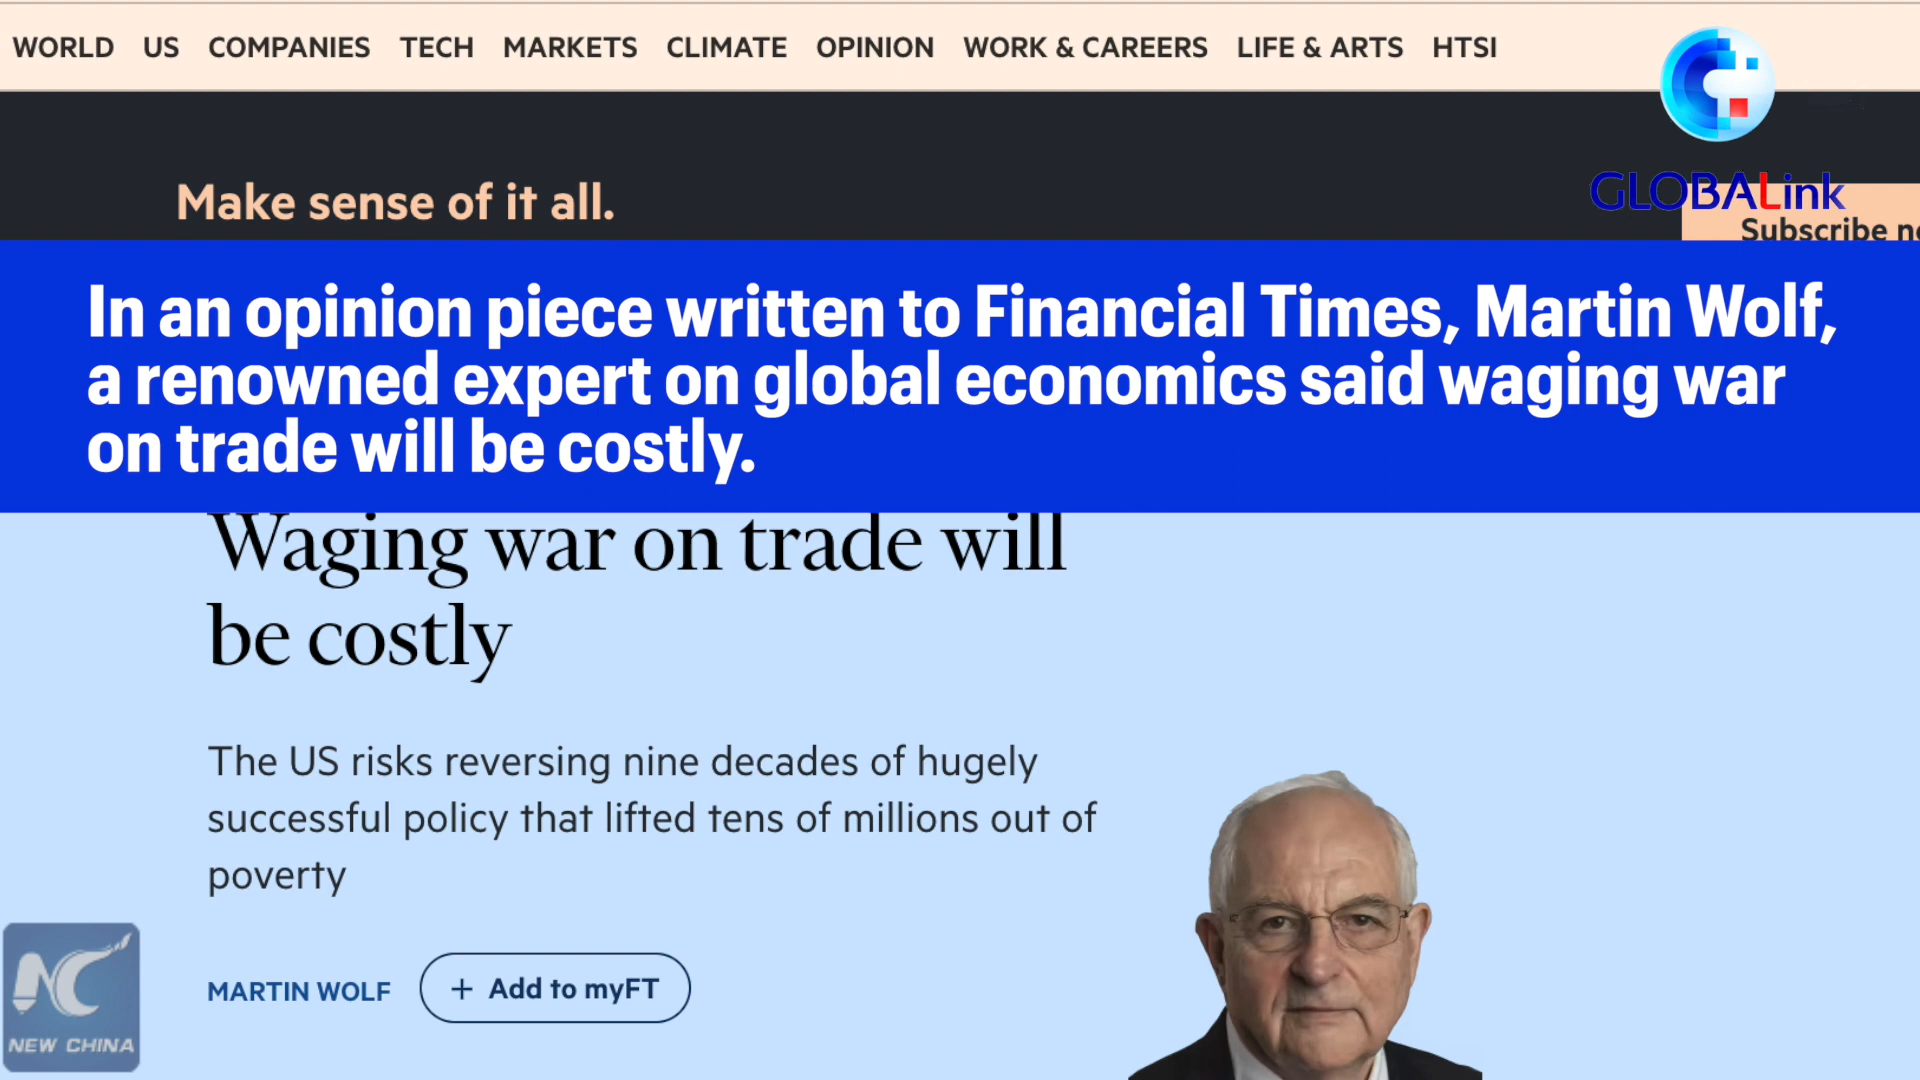 WORLD US COMPANIES TECH MARKETS CLIMATE OPINION WORK & CAREERS LIFE & ARTS HTSI
Make sense of it all.
GLOBALink
Subscribe
In an opinion piece written to Financial Times, Martin Wolf,
a renowned expert on global economics said waging war
on trade will be costly.
Waging war on trade will
be costly
The US risks reversing nine decades of hugely
successful policy that lifted tens of millions out of
poverty
MARTIN WOLF + Add to myFT
NC
NEW CHINA